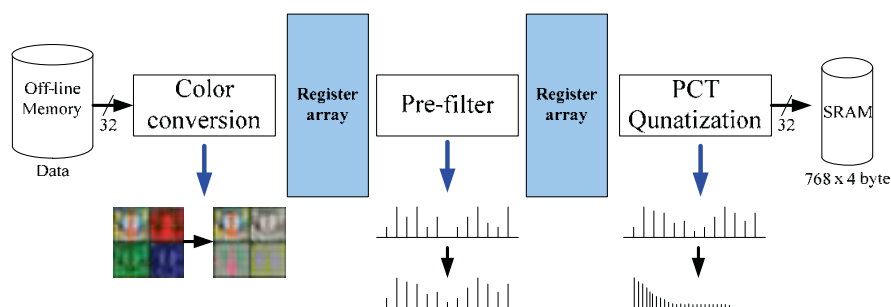 Off-line
Memory
32
Data
Color
conversion
Register
array
Pre-filter
Register
array
PCT
Qunatization
32
SRAM
768 x 4 byte